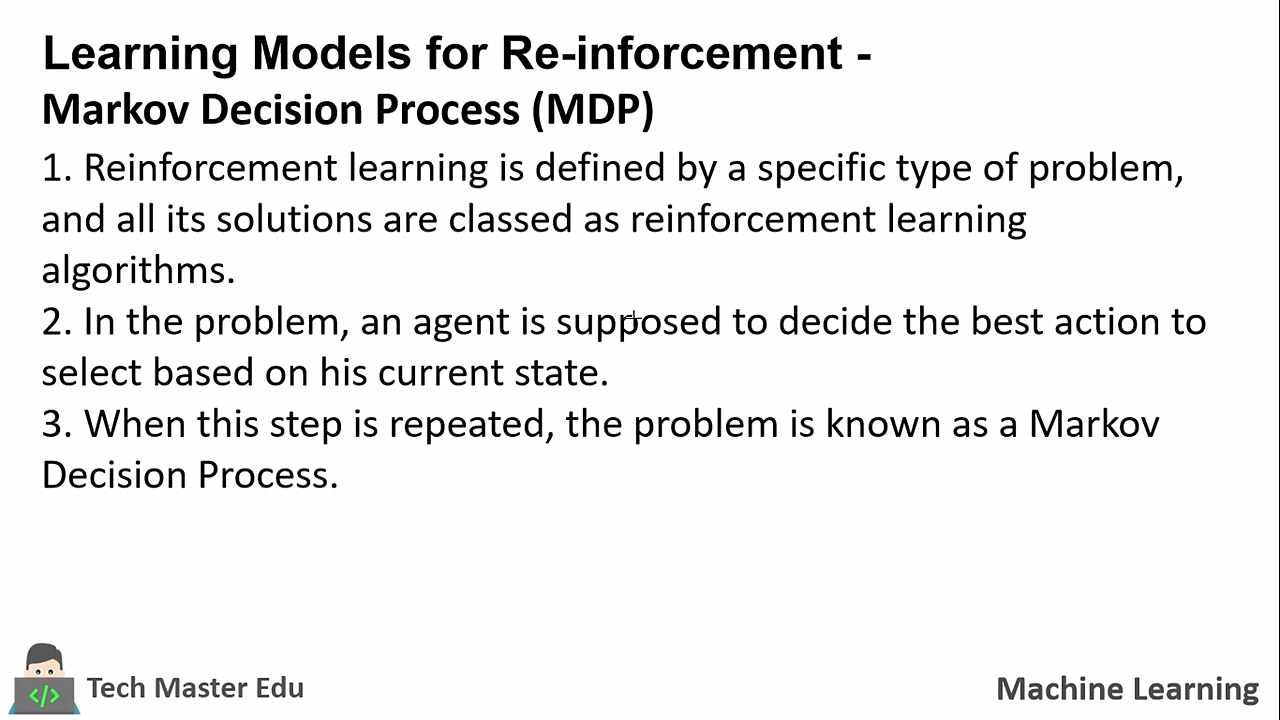 Learning Models for Re-inforcement -
Markov Decision Process (MDP)
1. Reinforcement learning is defined by a specific type of problem,
and all its solutions are classed as reinforcement learning
algorithms.
2. In the problem, an agent is supposed to decide the best action to
select based on his current state.
3. When this step is repeated, the problem is known as a Markov
Decision Process.
</>
Tech Master Edu
Machine Learning